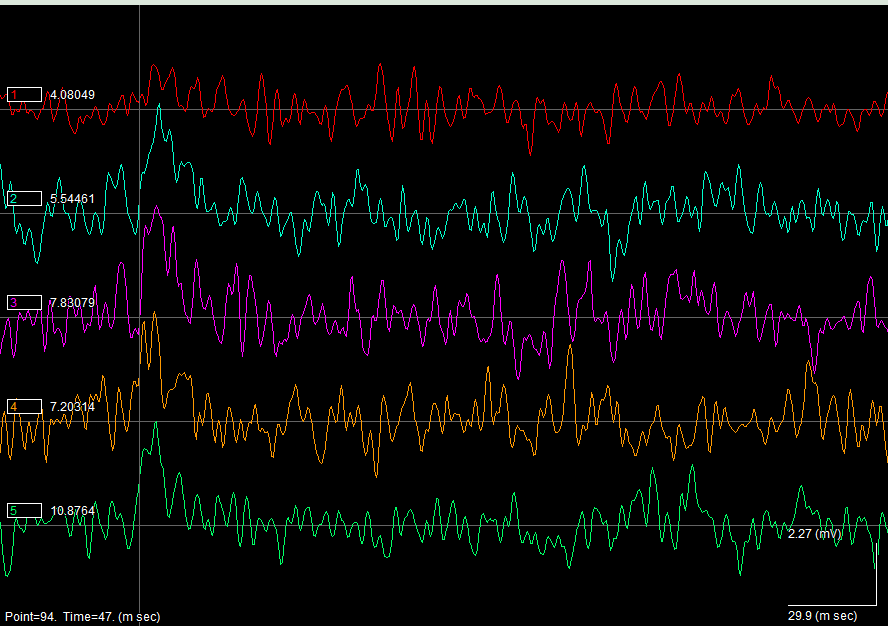 1 4.08049
2 5.54461
3 7.83079
4 7.20314
5 10.8764
2.27 (mV)
29.9 (m sec)
Point=94. Time=47. (m sec)